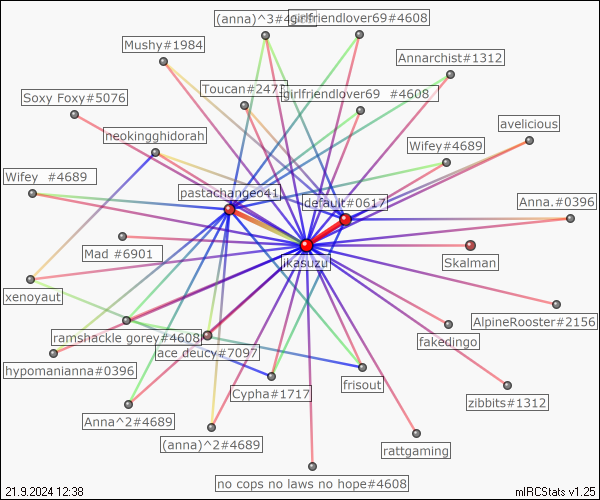 (anna)^3#4689
girlfriendlover69#4608
Mushy#1984
Annarchist#1312
Toucan#247
girlfriendlover69  #4608
Soxy Foxy#5076
avelicious
neokingghidorah
Wifey#4689
Wifey  #4689
pastachangeo41
default#0617
Anna.#0396
Mad #6901
ikasuzu
Skalman
xenoyaut
AlpineRooster#2156
fakedingo
ramshackle gorey#4608
ace deucy#7097
hypomanianna#0396
frisout
Cypha#1717
zibbits#1312
Anna^2#4689
(anna)^2#4689
rattgaming
no cops no laws no hope#4608
21.9.2024 12:38
mIRCStats v1.25